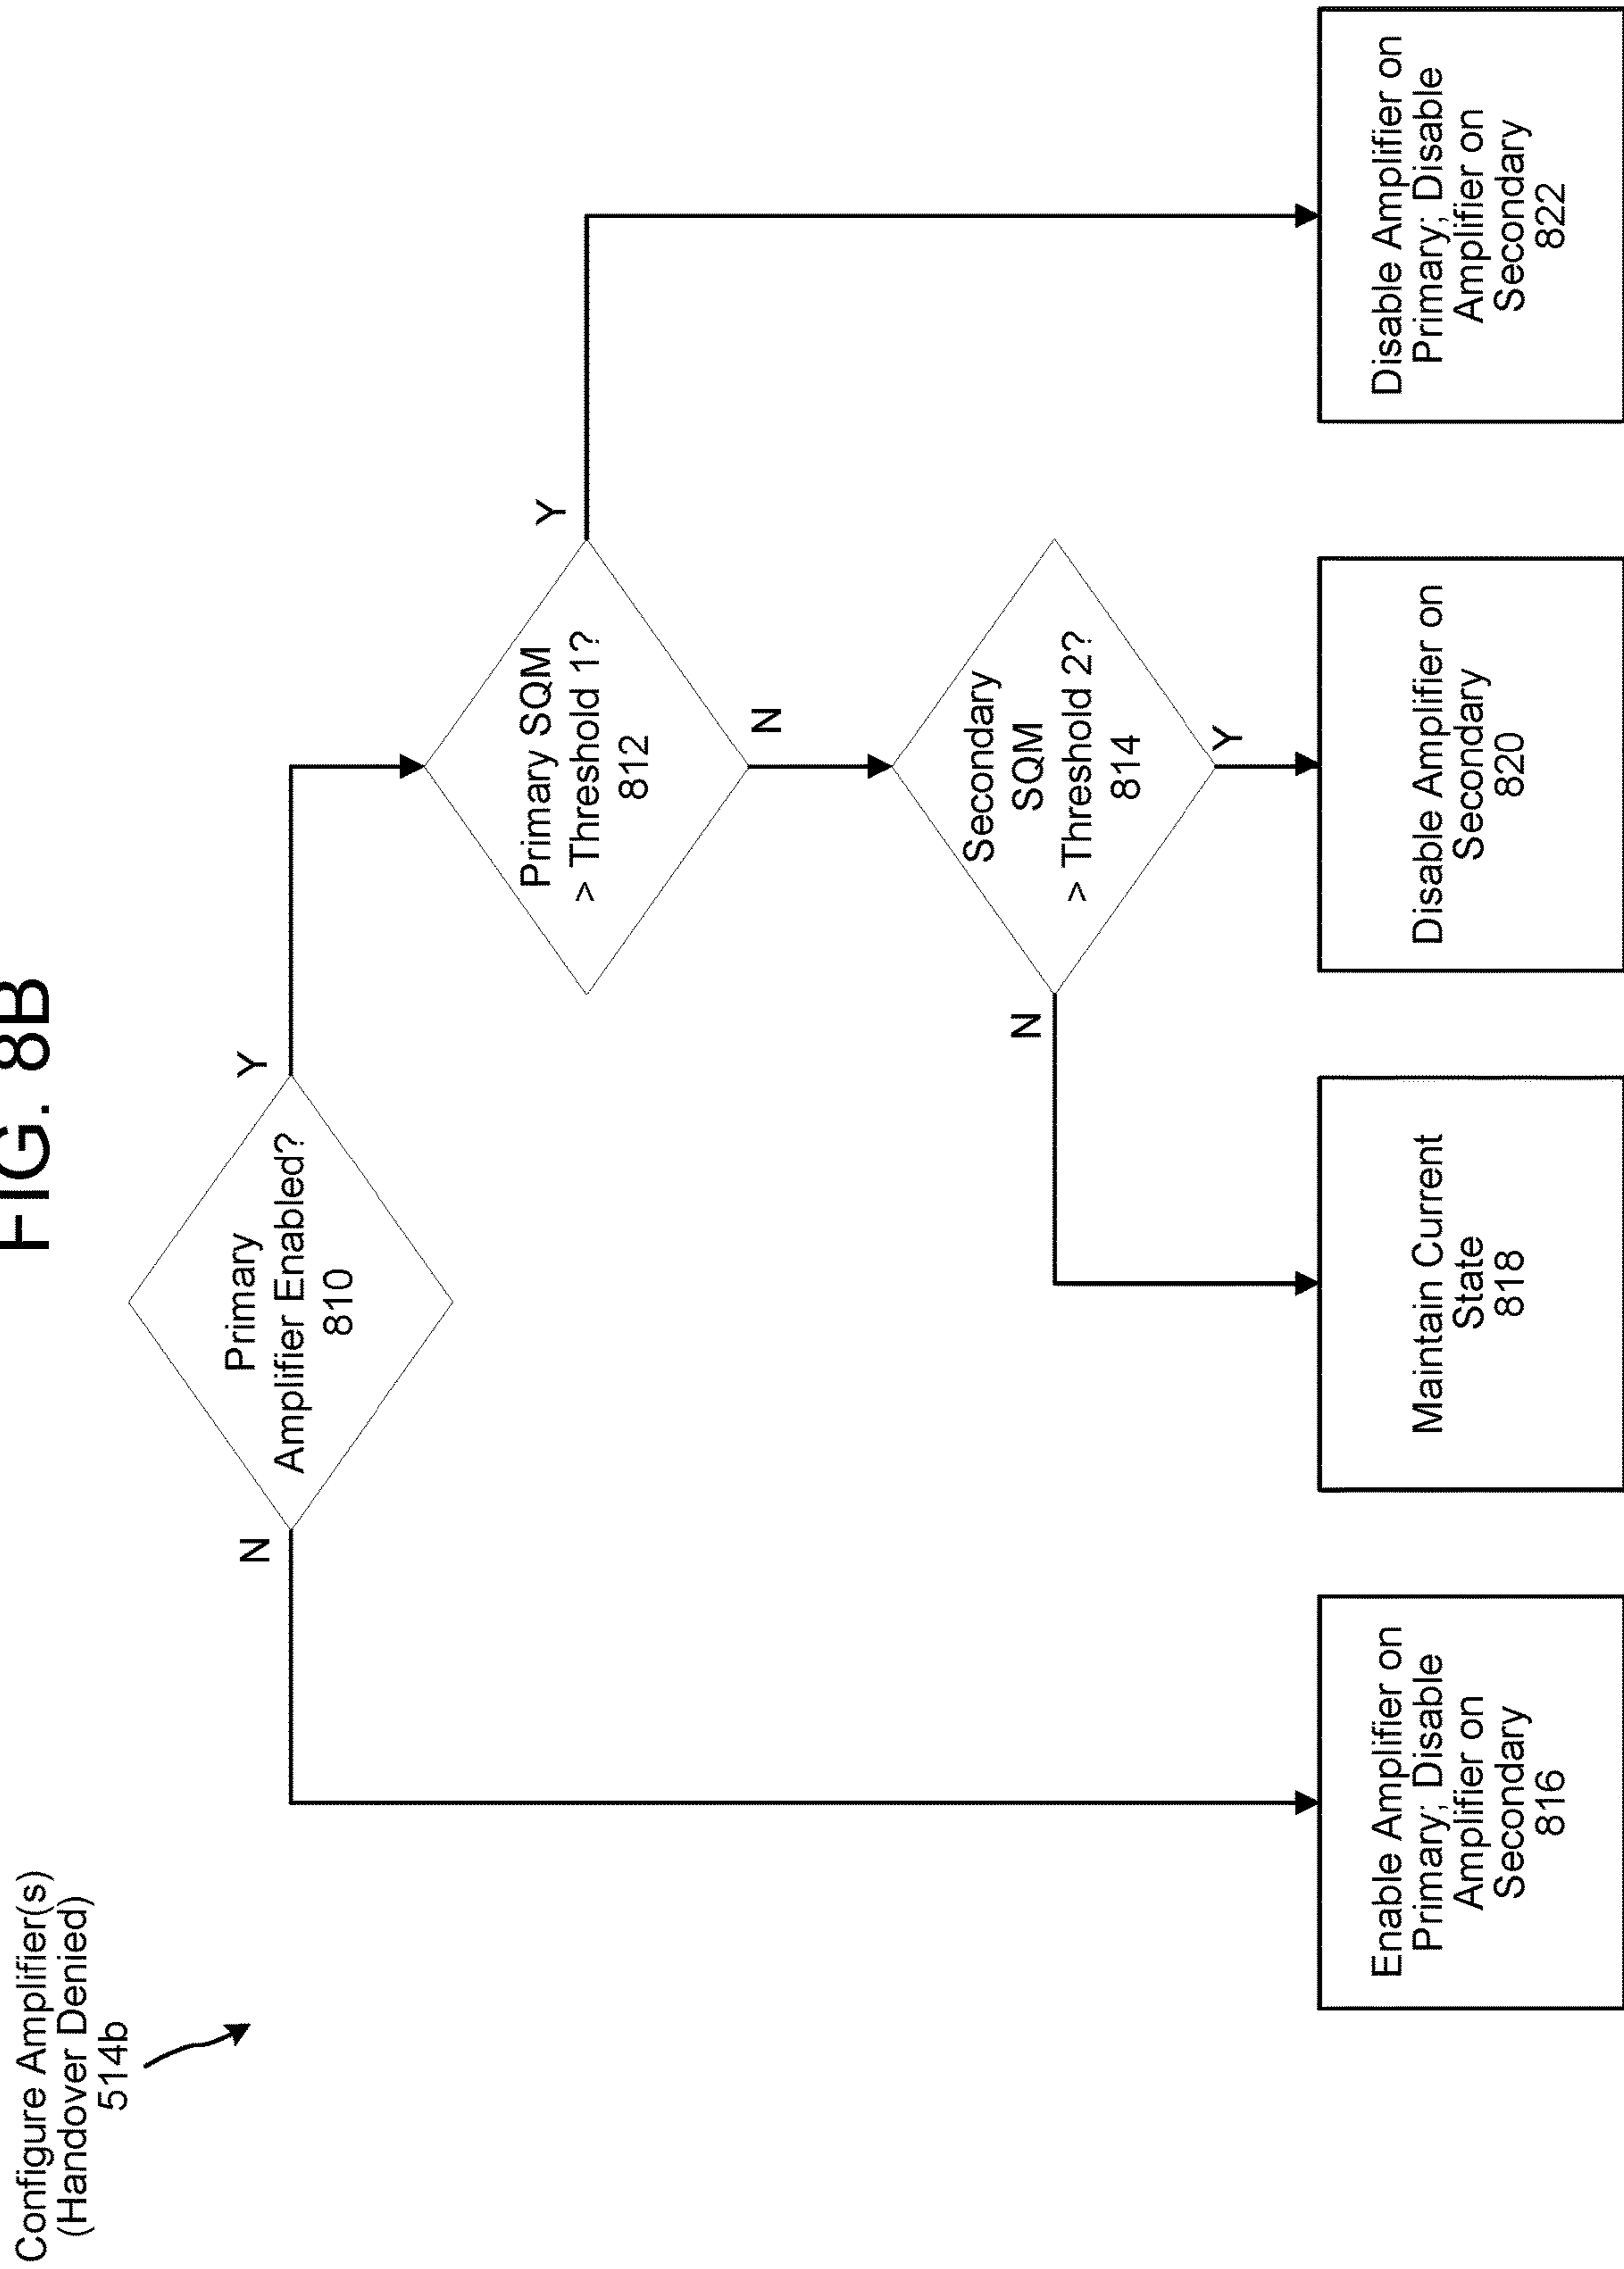 FIG. 8B
Configure Amplifier(s)
(Handover Denied)
514b
Primary
Amplifier Enabled?
810
N
Y
Primary SQM
> Threshold 1?
812
Y
N
Secondary
SQM
> Threshold 2?
814
N
Y
Enable Amplifier on
Primary; Disable
Amplifier on
Secondary
816
Maintain Current
State
818
Disable Amplifier on
Secondary
820
Disable Amplifier on
Primary; Disable
Amplifier on
Secondary
822